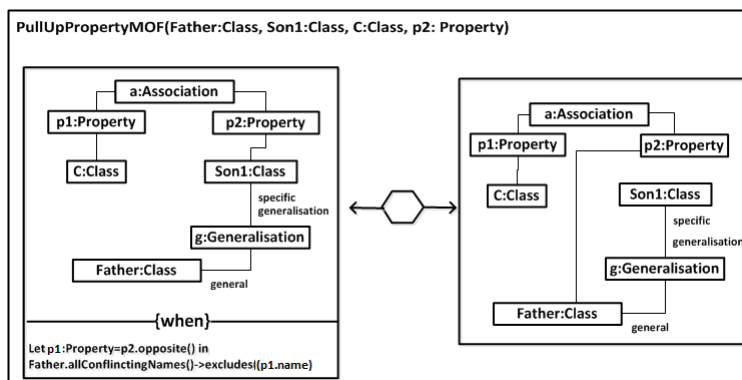 PullUpPropertyMOF(Father:Class, Son1:Class, C:Class, p2: Property)
a:Association
p1:Property
p2:Property
C:Class
Son1:Class
specific
generalisation
g:Generalisation
Father:Class
general
{when}
Let p1:Property=p2.opposite() in
Father.allConflinctingNames()->excludes((p1.name)
a:Association
p1:Property
p2:Property
C:Class
Son1:Class
specific
generalisation
g:Generalisation
Father:Class
general